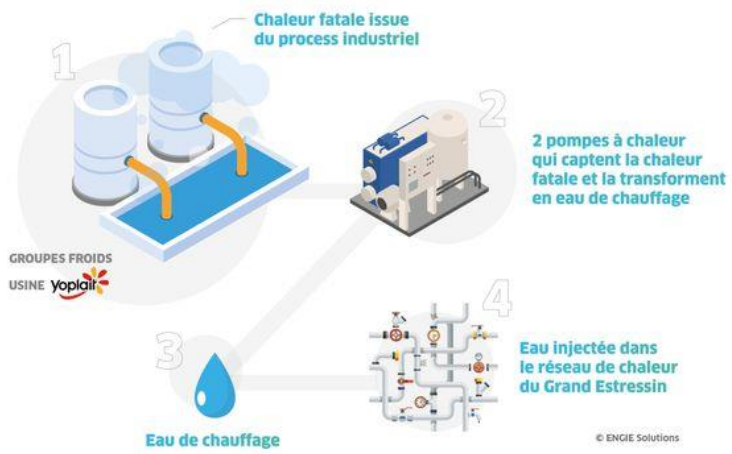 Chaleur fatale issue
du process industriel
1
2
2 pompes à chaleur
qui captent la chaleur
fatale et la transforment
en eau de chauffage
GROUPES FROIDS
USINE Yoplait
3
4
Eau injectée dans
le réseau de chaleur
du Grand Estressin
Eau de chauffage
© ENGIE Solutions